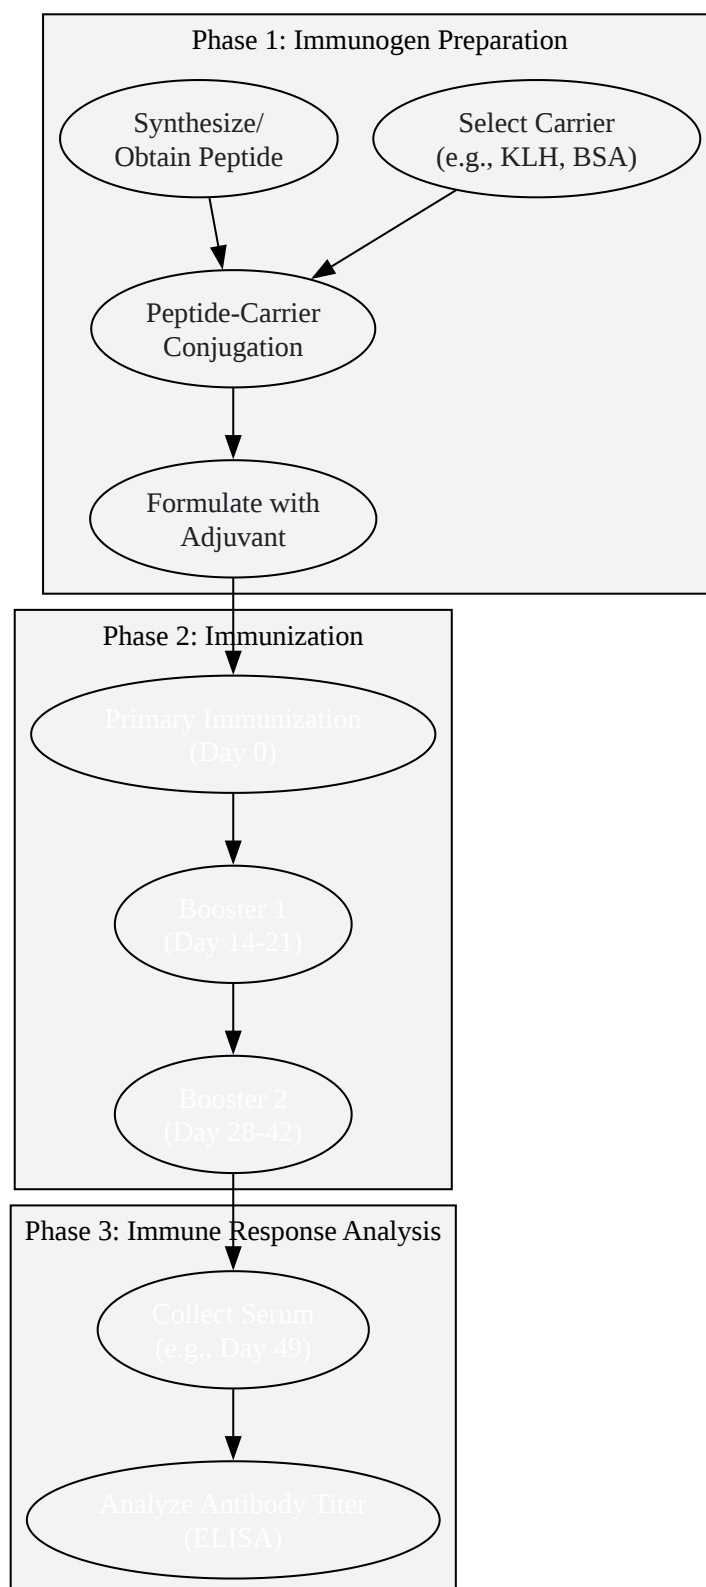 Phase 1: Immunogen Preparation
Synthesize/
Obtain Peptide
Select Carrier
(e.g., KLH, BSA)
Peptide-Carrier
Conjugation
Formulate with
Adjuvant
Phase 2: Immunization
Primary Immunization
(Day 0)
Booster 1
(Day 14-21)
Booster 2
(Day 28-42)
Phase 3: Immune Response Analysis
Collect Serum
(e.g., Day 49)
Analyze Antibody Titer
(ELISA)